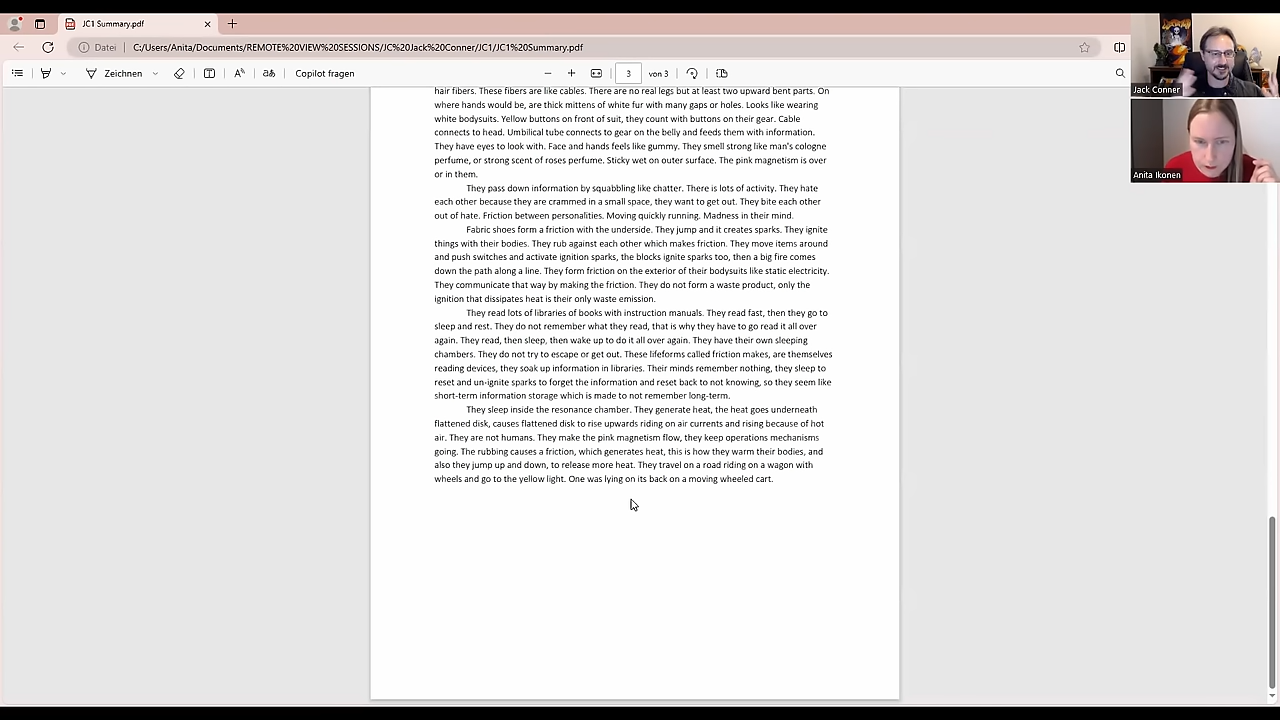 JC1 Summary.pdf
Datei
C:/Users/Anita/Documents/REMOTE%20VIEW%20SESSIONS/JC%20Jack%20Conner/JC1/JC1%20Summary.pdf
Zeichnen
Copilot fragen
3
von 3
Jack Conner
Anita Ikonen
hair fibers. These fibers are like cables. There are no real legs but at least two upward bent parts. On
where hands would be, are thick mittens of white fur with many gaps or holes. Looks like wearing
white bodysuits. Yellow buttons on front of suit, they count with buttons on their gear. Cable
connects to head. Umbilical tube connects to gear on the belly and feeds them with information.
They have eyes to look with. Face and hands feels like gummy. They smell strong like man's cologne
perfume, or strong scent of roses perfume. Sticky wet on outer surface. The pink magnetism is over
or in them.
They pass down information by squabbling like chatter. There is lots of activity. They hate
each other because they are crammed in a small space, they want to get out. They bite each other
out of hate. Friction between personalities. Moving quickly running. Madness in their mind.
Fabric shoes form a friction with the underside. They jump and it creates sparks. They ignite
things with their bodies. They rub against each other which makes friction. They move items around
and push switches and activate ignition sparks, the blocks ignite sparks too, then a big fire comes
down the path along a line. They form friction on the exterior of their bodysuits like static electricity.
They communicate that way by making the friction. They do not form a waste product, only the
ignition that dissipates heat is their only waste emission.
They read lots of libraries of books with instruction manuals. They read fast, then they go to
sleep and rest. They do not remember what they read, that is why they have to go read it all over
again. They read, then sleep, then wake up to do it all over again. They have their own sleeping
chambers. They do not try to escape or get out. These lifeforms called friction makes, are themselves
reading devices, they soak up information in libraries. Their minds remember nothing, they sleep to
reset and un-ignite sparks to forget the information and reset back to not knowing, so they seem like
short-term information storage which is made to not remember long-term.
They sleep inside the resonance chamber. They generate heat, the heat goes underneath
flattened disk, causes flattened disk to rise upwards riding on air currents and rising because of hot
air. They are not humans. They make the pink magnetism flow, they keep operations mechanisms
going. The rubbing causes a friction, which generates heat, this is how they warm their bodies, and
also they jump up and down, to release more heat. They travel on a road riding on a wagon with
wheels and go to the yellow light. One was lying on its back on a moving wheeled cart.